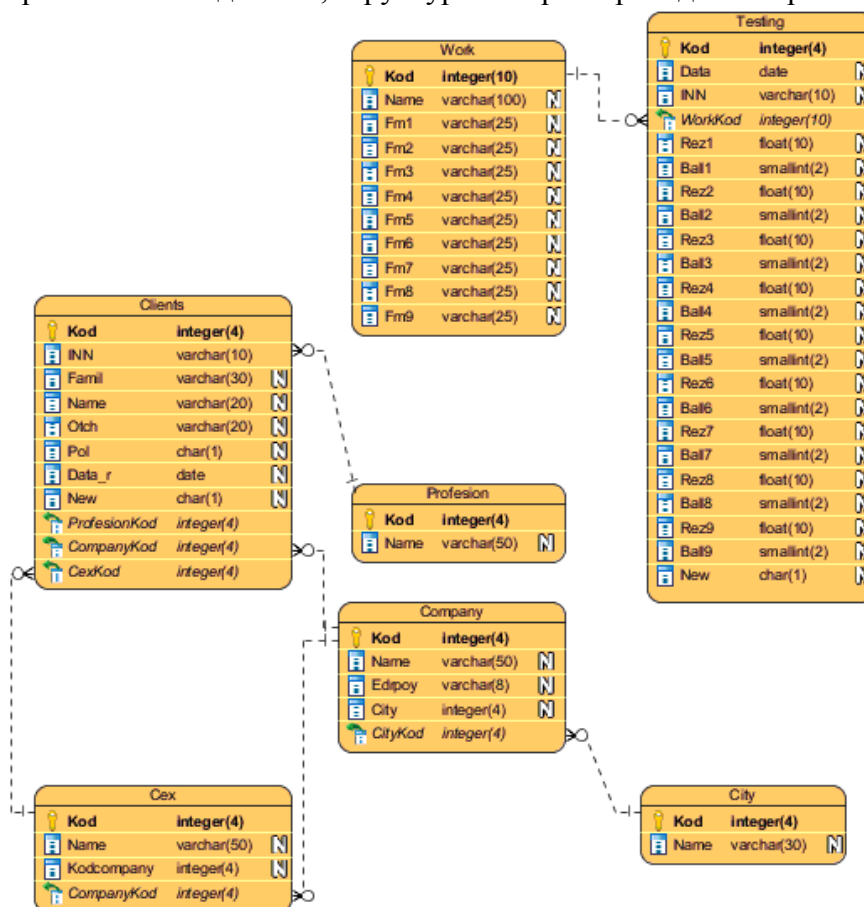 Work
Kod integer(10)
Name varchar(100) N
Fm1 varchar(25) N
Fm2 varchar(25) N
Fm3 varchar(25) N
Fm4 varchar(25) N
Fm5 varchar(25) N
Fm6 varchar(25) N
Fm7 varchar(25) N
Fm8 varchar(25) N
Fm9 varchar(25) N
Testing
Kod integer(4)
Data date N
INN varchar(10) N
WorkKod integer(10)
Rez1 float(10) N
Ball1 smallint(2) N
Rez2 float(10) N
Ball2 smallint(2) N
Rez3 float(10) N
Ball3 smallint(2) N
Rez4 float(10) N
Ball4 smallint(2) N
Rez5 float(10) N
Ball5 smallint(2) N
Rez6 float(10) N
Ball6 smallint(2) N
Rez7 float(10) N
Ball7 smallint(2) N
Rez8 float(10) N
Ball8 smallint(2) N
Rez9 float(10) N
Ball9 smallint(2) N
New char(1) N
Clients
Kod integer(4)
INN varchar(10)
Famil varchar(30) N
Name varchar(20) N
Otch varchar(20) N
Pol char(1) N
Data_r date N
New char(1) N
ProfesionKod integer(4)
CompanyKod integer(4)
CexKod integer(4)
Profesion
Kod integer(4)
Name varchar(50) N
Company
Kod integer(4)
Name varchar(50) N
Edrpoy varchar(8) N
City integer(4) N
CityKod integer(4)
Cex
Kod integer(4)
Name varchar(50) N
Kodcompany integer(4) N
CompanyKod integer(4)
City
Kod integer(4)
Name varchar(30) N